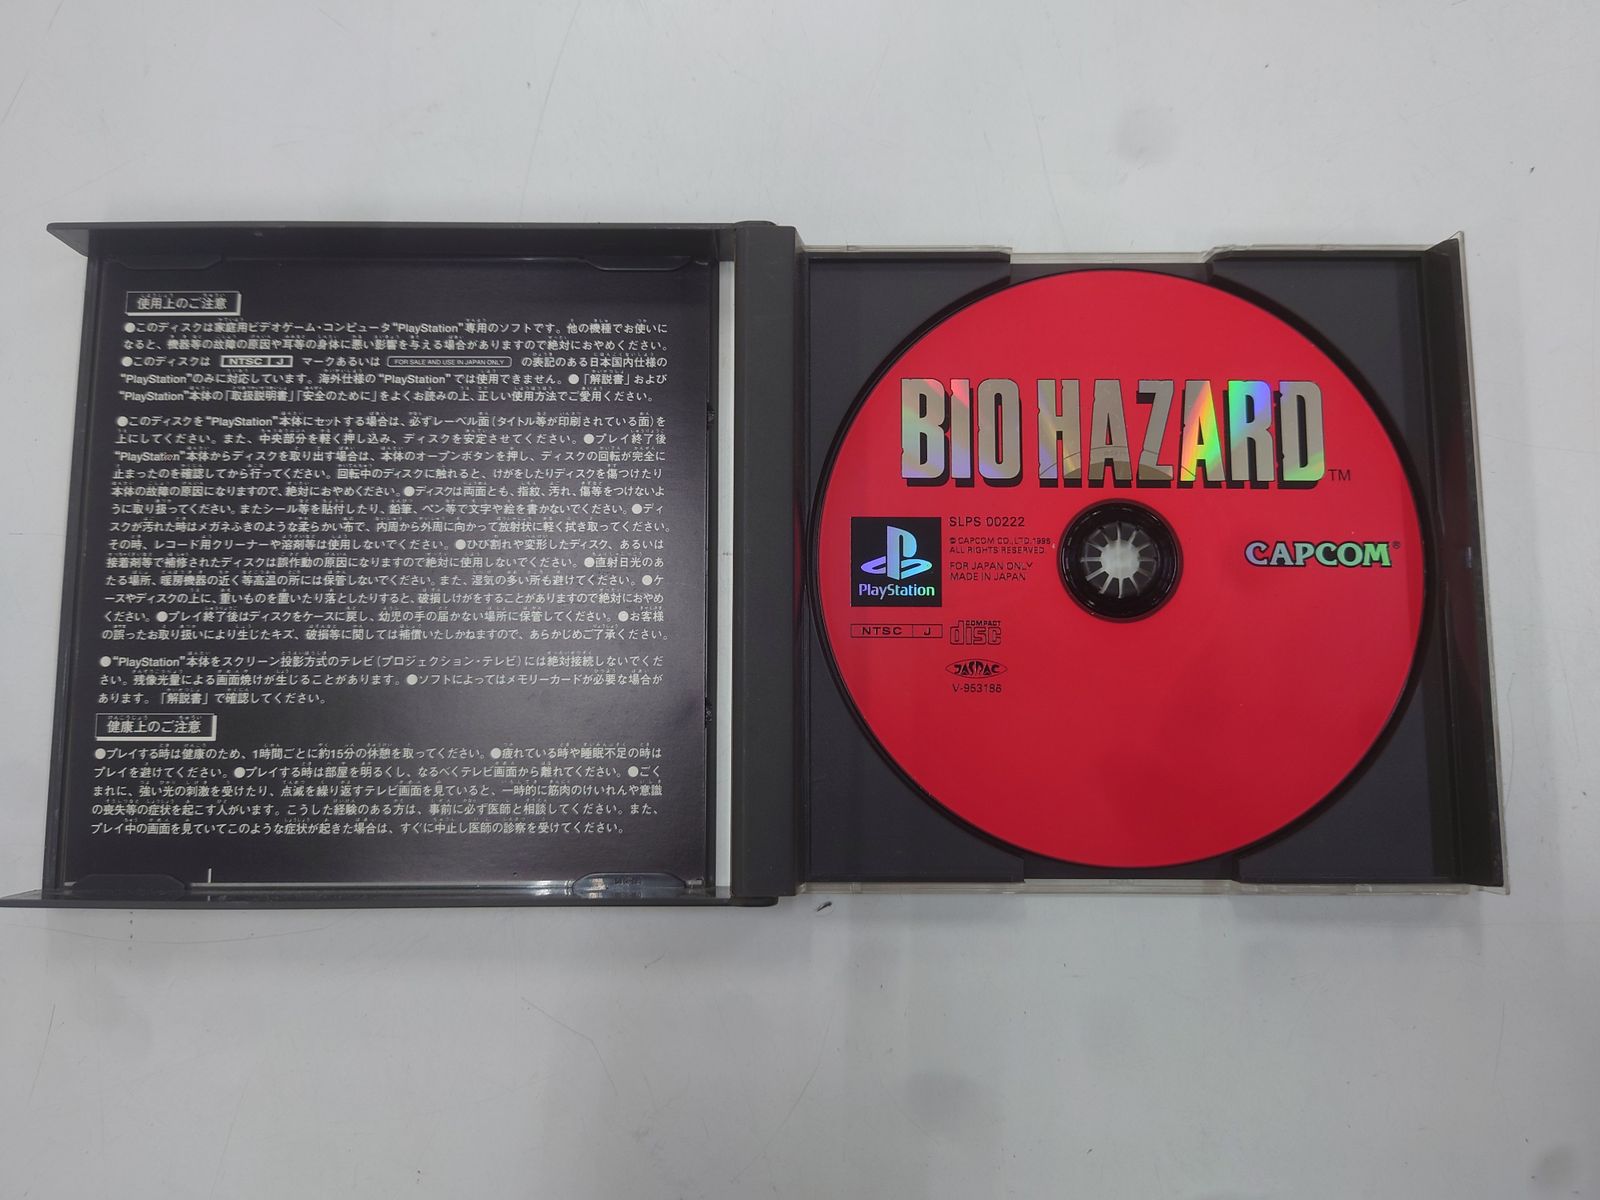 使用上のご注意
●このディスクは家庭用ビデオゲーム・コンピュータ“PlayStation”専用のソフトです。他の機種でお使いに
なると、機器等の故障の原因や耳等の身体に悪い影響を与える場合がありますので絶対におやめください。
●このディスクは NTSC J マークあるいは FOR SALE AND USE IN JAPAN ONLY の表記のある日本国内仕様の
“PlayStation”のみに対応しています。海外仕様の“PlayStation”では使用できません。●「解説書」および
“PlayStation”本体の「取扱説明書」「安全のために」をよくお読みの上、正しい使用方法でご愛用ください。
●このディスクを“PlayStation”本体にセットする場合は、必ずレーベル面（タイトル等が印刷されている面）を
上にしてください。また、中央部分を軽く押し込み、ディスクを安定させてください。●プレイ終了後
“PlayStation”本体からディスクを取り出す場合は、本体のオープンボタンを押し、ディスクの回転が完全に
止まったのを確認してから行ってください。回転中のディスクに触れると、けがをしたりディスクを傷つけたり
本体の故障の原因になりますので、絶対におやめください。●ディスクは両面とも、指紋、汚れ、傷等をつけないよ
うに取り扱ってください。またシール等を貼付したり、鉛筆、ペン等で文字や絵を書かないでください。●ディ
スクが汚れた時はメガネふきのような柔らかい布で、内周から外周に向かって放射状に軽く拭き取ってください。
その時、レコード用クリーナーや溶剤等は使用しないでください。●ひび割れや変形したディスク、あるいは
接着剤等で補修されたディスクは誤作動の原因になりますので絶対に使用しないでください。●直射日光のあ
たる場所、暖房機器の近く等高温の所には保管しないでください。また、湿気の多い所も避けてください。●ケ
ースやディスクの上に、重いものを置いたり落としたりすると、破損しけがをすることがありますので絶対におやめ
ください。●プレイ終了後はディスクをケースに戻し、幼児の手の届かない場所に保管してください。●お客様
の誤ったお取り扱いにより生じたキズ、破損等に関しては補償いたしかねますので、あらかじめご了承ください。
●“PlayStation”本体をスクリーン投影方式のテレビ（プロジェクション・テレビ）には絶対接続しないでくだ
さい。残像光量による画面焼けが生じることがあります。●ソフトによってはメモリーカードが必要な場合が
あります。「解説書」で確認してください。
健康上のご注意
●プレイする時は健康のため、1時間ごとに約15分の休憩を取ってください。●疲れている時や睡眠不足の時は
プレイを避けてください。●プレイする時は部屋を明るくし、なるべくテレビ画面から離れてください。●ごく
まれに、強い光の刺激を受けたり、点滅を繰り返すテレビ画面を見ていると、一時的に筋肉のけいれんや意識
の喪失等の症状を起こす人がいます。こうした経験のある方は、事前に必ず医師と相談してください。また、
プレイ中の画面を見ていてこのような症状が起きた場合は、すぐに中止し医師の診察を受けてください。
BIO HAZARD™
SLPS 00222
© CAPCOM CO.,LTD.1996
ALL RIGHTS RESERVED.
FOR JAPAN ONLY
MADE IN JAPAN
PlayStation
CAPCOM®
NTSC J
COMPACT
disc
JASPAC
V-953186